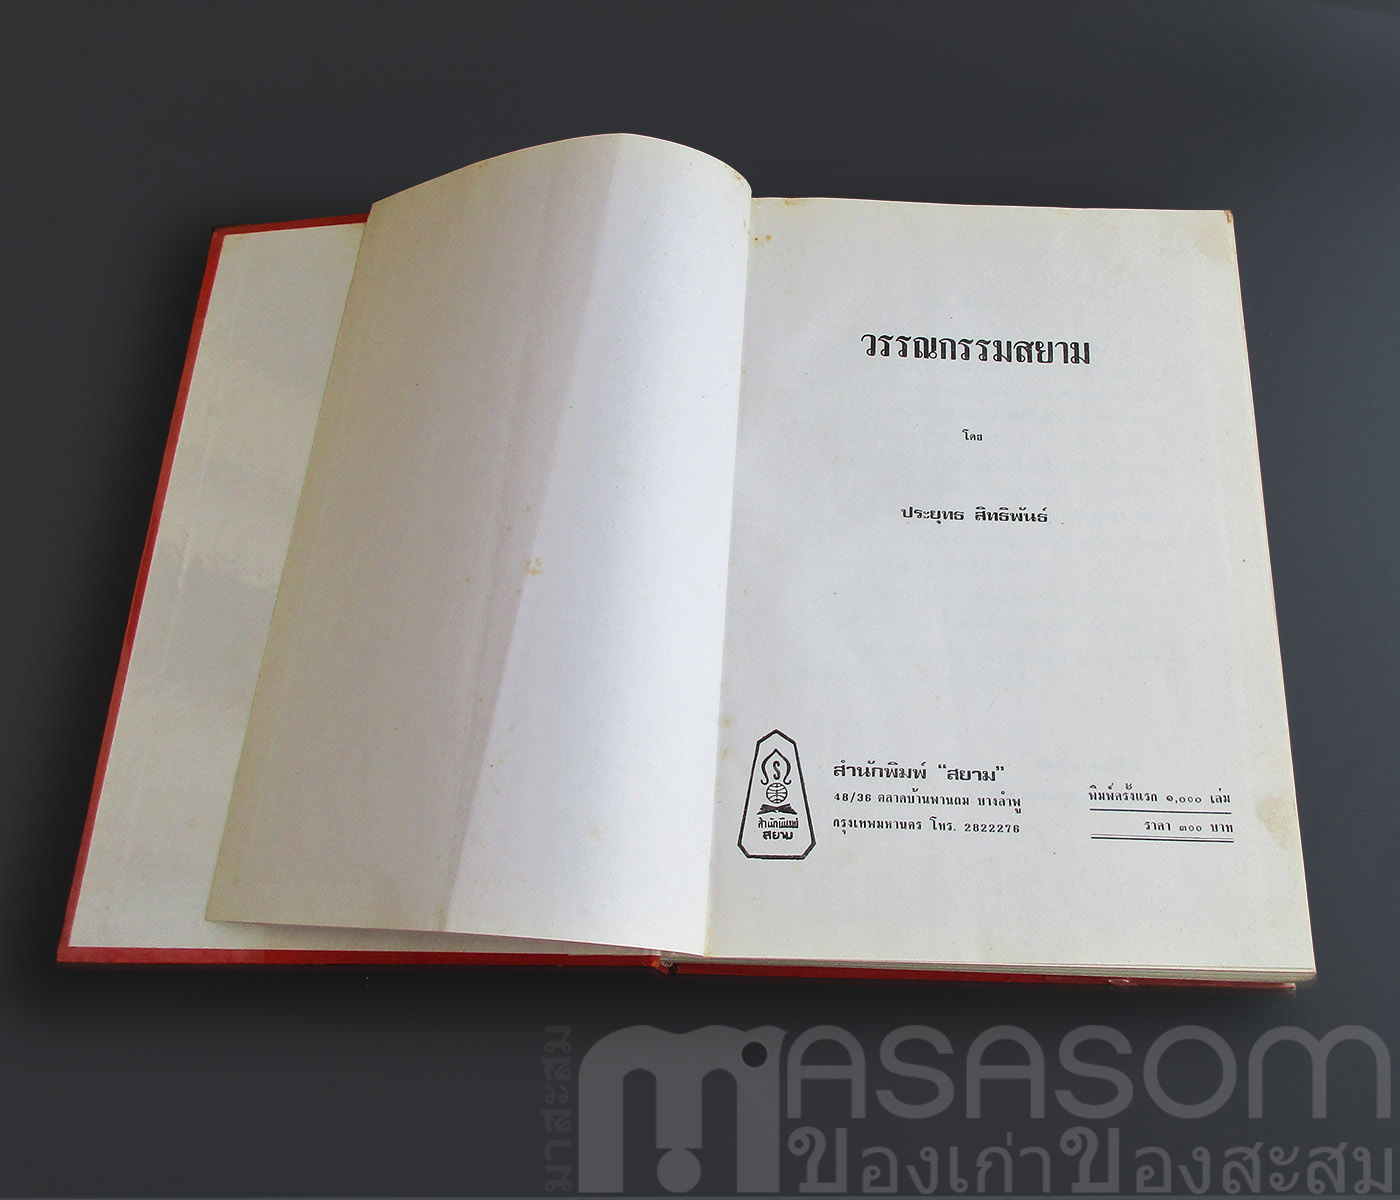 วรรณกรรมสยาม
โดย
ประยุทธ สิทธิพันธ์
S
สำนักพิมพ์
สยาม
สำนักพิมพ์ “สยาม”
48/36 ตลาดบ้านพานถม บางลำพู
กรุงเทพมหานคร โทร. 2822276
พิมพ์ครั้งแรก ๑,๐๐๐ เล่ม
ราคา ๓๐๐ บาท
มาสะสม
MASASOM
ของเก่าของสะสม